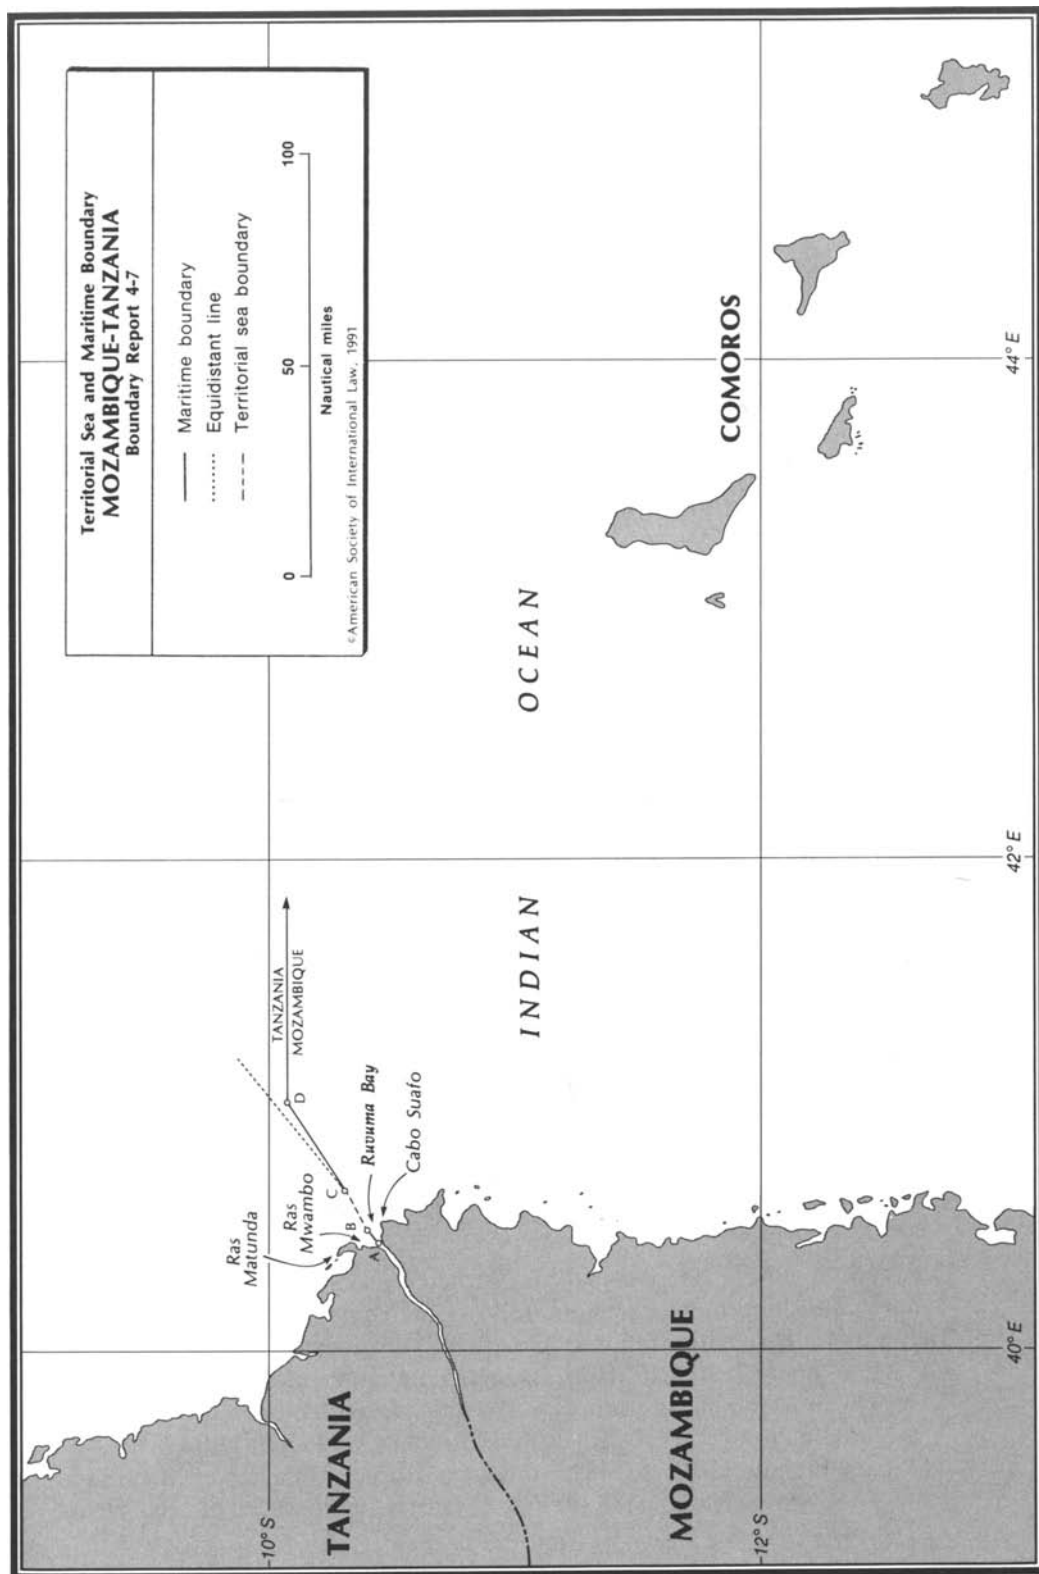 Territorial Sea and Maritime Boundary
MOZAMBIQUE-TANZANIA
Boundary Report 4-7
Maritime boundary
Equidistant line
Territorial sea boundary
0
50
100
Nautical miles
©American Society of International Law, 1991
TANZANIA
MOZAMBIQUE
D
C
B
A
Ras
Matunda
Ras
Mwambo
Ruvuma Bay
Cabo Suafo
INDIAN
OCEAN
COMOROS
TANZANIA
MOZAMBIQUE
10° S
12° S
40° E
42° E
44° E